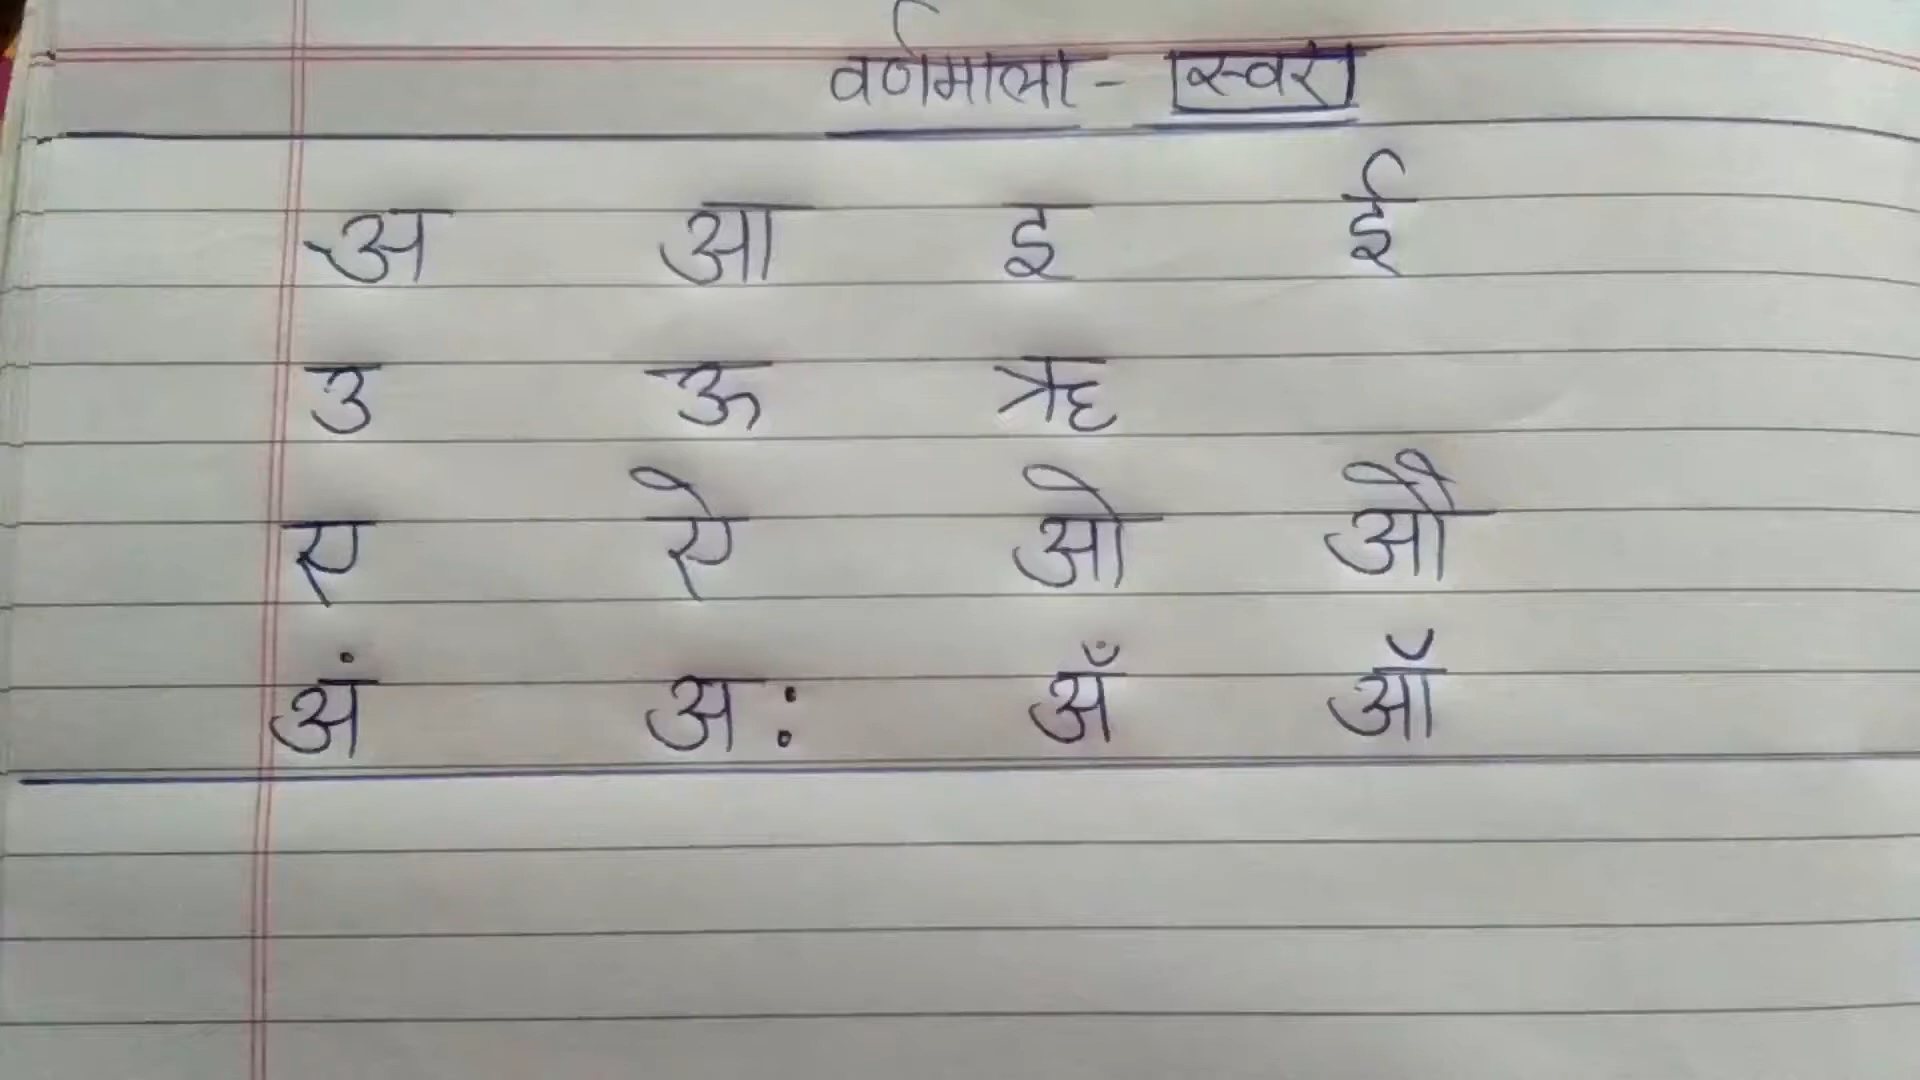 वर्णमाला - स्वर
अ आ इ ई
उ ऊ ऋ
ए ऐ ओ औ
अं अः अँ ऑ